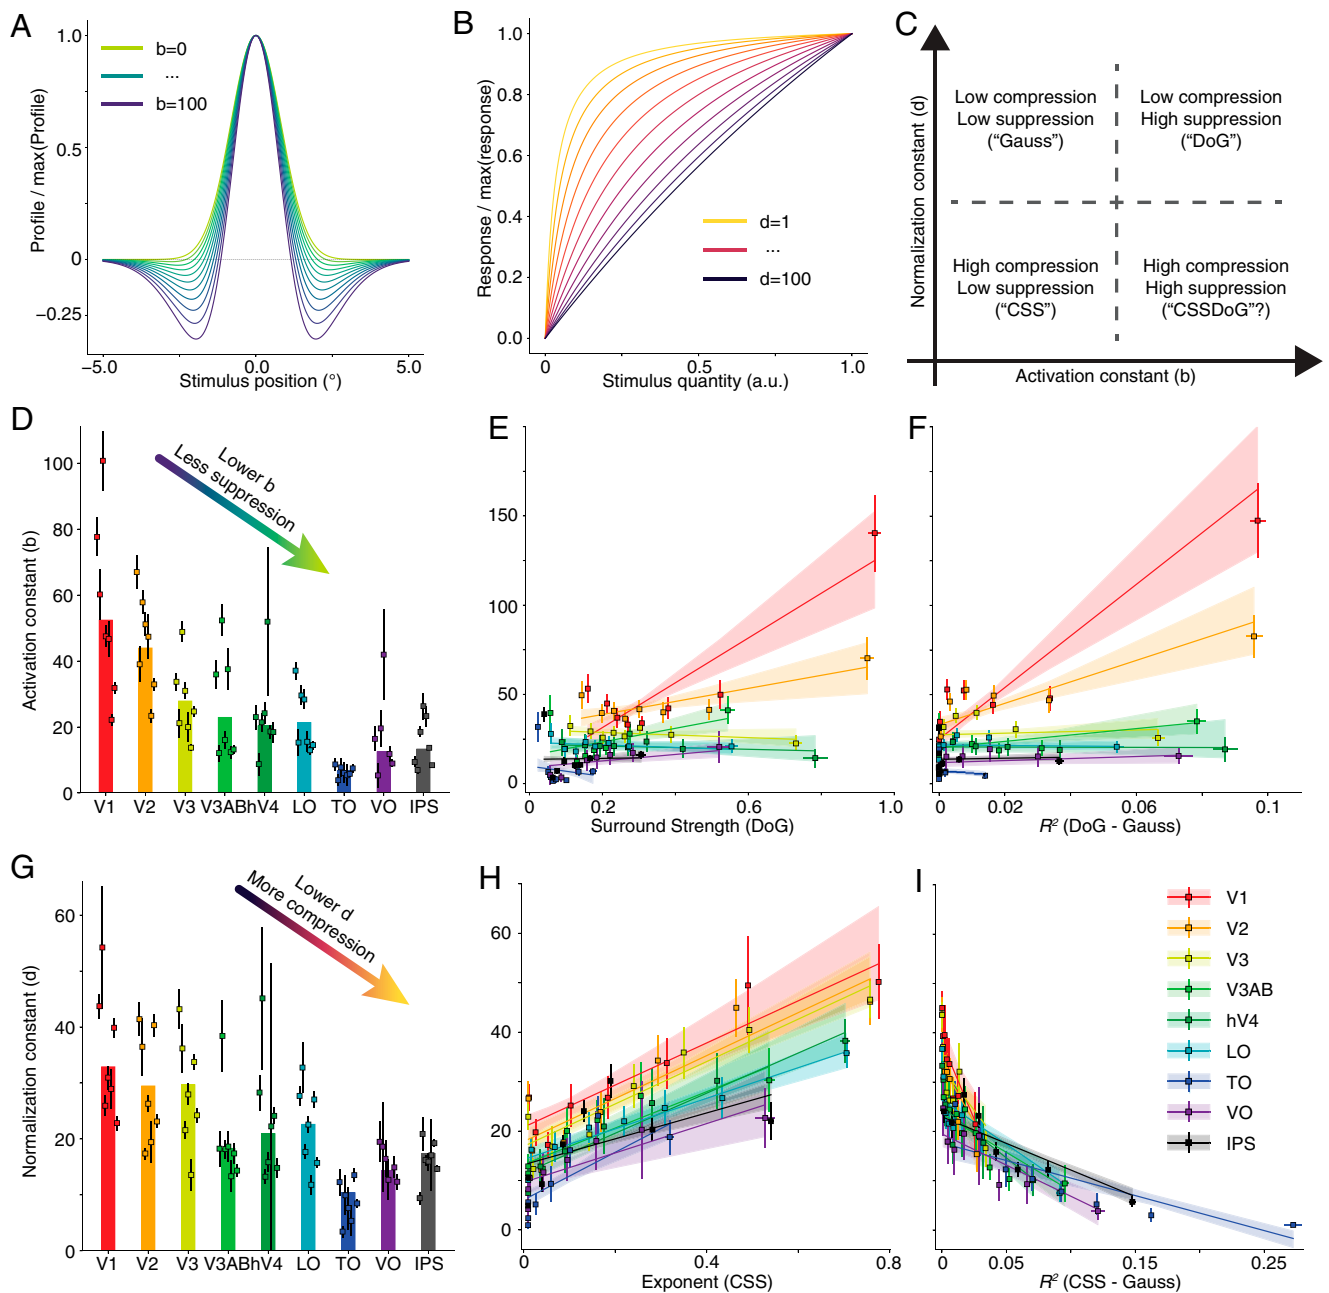 A
Profile / max(Profile)
1.0
0.5
0
−0.25
b=0
...
b=100
−5.0
0
5.0
Stimulus position (°)
B
Response / max(response)
1.0
0.8
0.6
0.4
0.2
0.0
d=1
...
d=100
0
0.5
1.0
Stimulus quantity (a.u.)
C
Normalization constant (d)
Low compression
Low suppression
(“Gauss”)
Low compression
High suppression
(“DoG”)
High compression
Low suppression
(“CSS”)
High compression
High suppression
(“CSSDoG”?)
Activation constant (b)
D
Activation constant (b)
100
80
60
40
20
0
Lower b
Less suppression
V1 V2 V3 V3AB hV4 LO TO VO IPS
E
150
100
50
0
0.2 0.6 1.0
Surround Strength (DoG)
F
0 0.02 0.06 0.1
R² (DoG - Gauss)
G
Normalization constant (d)
60
40
20
0
Lower d
More compression
V1 V2 V3 V3AB hV4 LO TO VO IPS
H
60
40
20
0
0 0.4 0.8
Exponent (CSS)
I
V1
V2
V3
V3AB
hV4
LO
TO
VO
IPS
0 0.05 0.15 0.25
R² (CSS - Gauss)